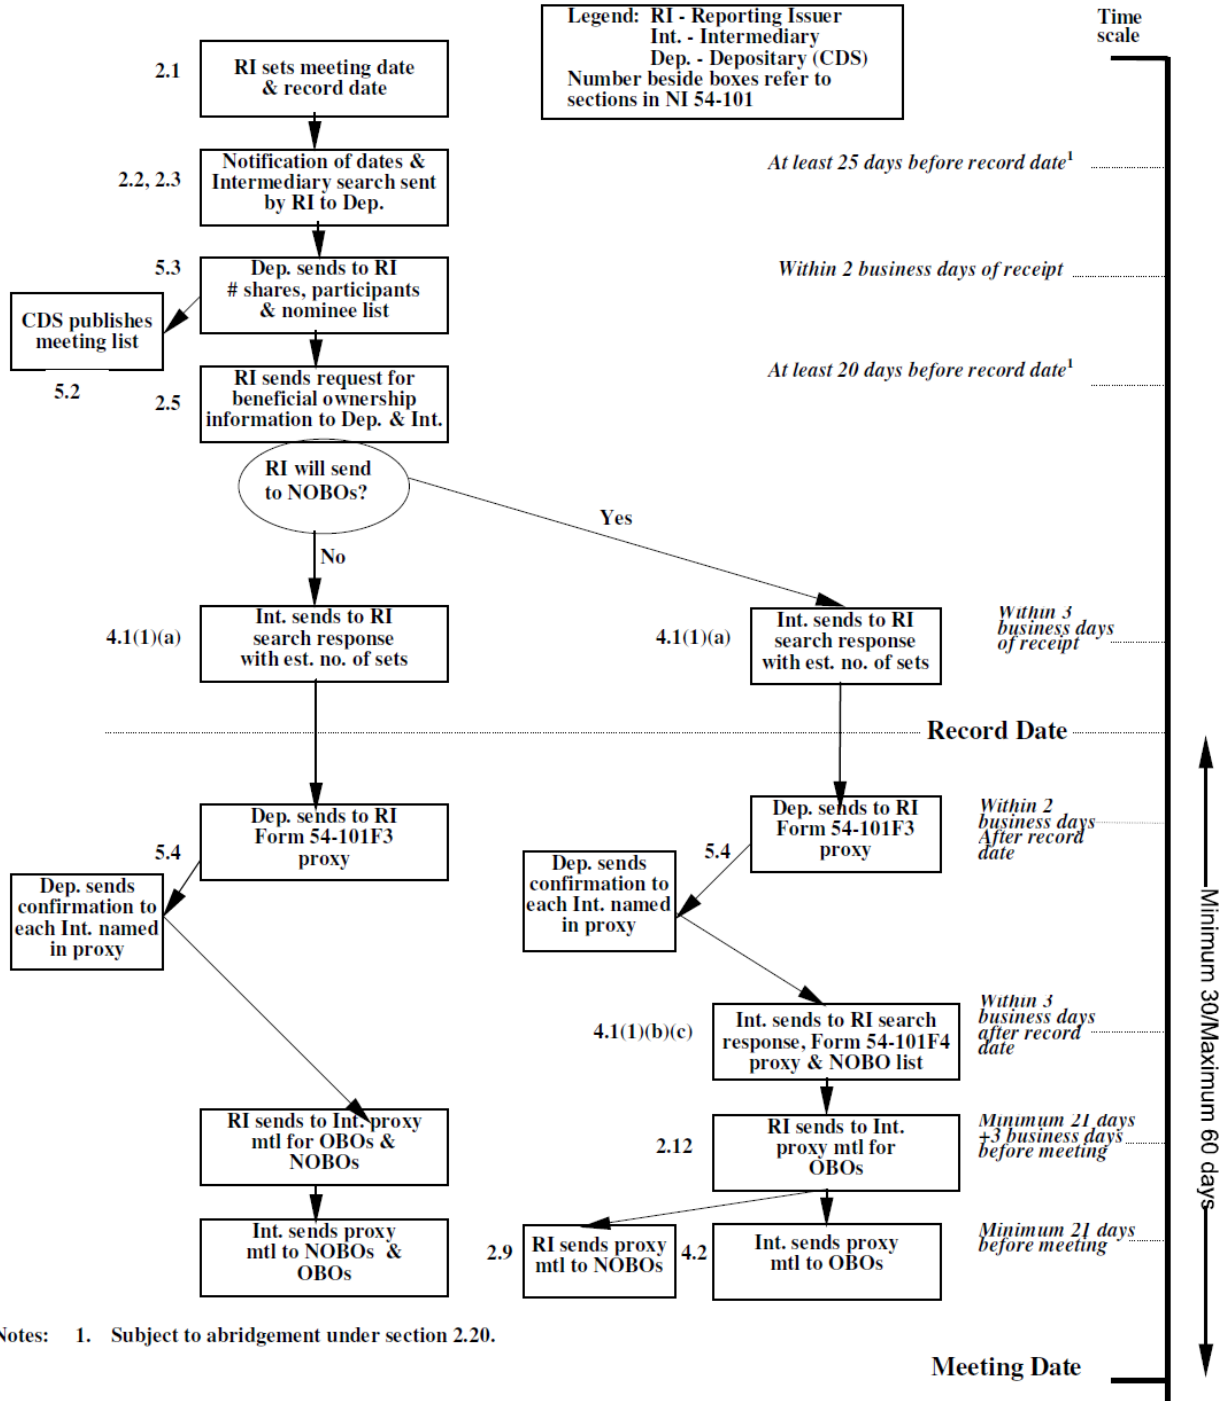 Legend: RI - Reporting Issuer
Int. - Intermediary
Dep. - Depositary (CDS)
Number beside boxes refer to
sections in NI 54-101
Time
scale
2.1
RI sets meeting date
& record date
2.2, 2.3
Notification of dates &
Intermediary search sent
by RI to Dep.
At least 25 days before record date1
5.3
Dep. sends to RI
# shares, participants
& nominee list
Within 2 business days of receipt
CDS publishes
meeting list
5.2
2.5
RI sends request for
beneficial ownership
information to Dep. & Int.
At least 20 days before record date1
RI will send
to NOBOs?
Yes
No
4.1(1)(a)
Int. sends to RI
search response
with est. no. of sets
4.1(1)(a)
Int. sends to RI
search response
with est. no. of sets
Within 3
business days
of receipt
Record Date
Dep. sends to RI
Form 54-101F3
proxy
5.4
Dep. sends
confirmation to
each Int. named
in proxy
Dep. sends to RI
Form 54-101F3
proxy
5.4
Dep. sends
confirmation to
each Int. named
in proxy
Within 2
business days
After record
date
4.1(1)(b)(c)
Int. sends to RI search
response, Form 54-101F4
proxy & NOBO list
Within 3
business days
after record
date
RI sends to Int. proxy
mtl for OBOs &
NOBOs
2.12
RI sends to Int.
proxy mtl for
OBOs
Minimum 21 days
+3 business days
before meeting
Int. sends proxy
mtl to NOBOs &
OBOs
2.9
RI sends proxy
mtl to NOBOs
4.2
Int. sends proxy
mtl to OBOs
Minimum 21 days
before meeting
Minimum 30/Maximum 60 days
Notes: 1. Subject to abridgement under section 2.20.
Meeting Date